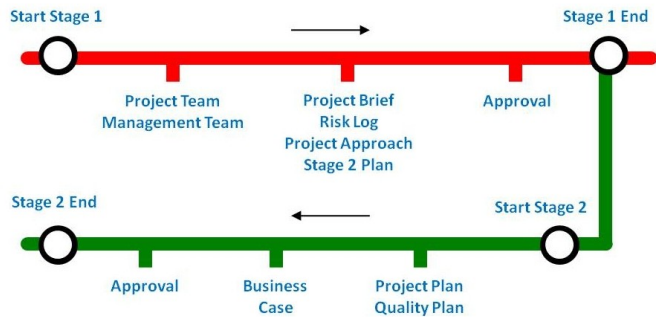 Start Stage 1
Stage 1 End
Project Team
Management Team
Project Brief
Risk Log
Project Approach
Stage 2 Plan
Approval
Stage 2 End
Start Stage 2
Approval
Business
Case
Project Plan
Quality Plan